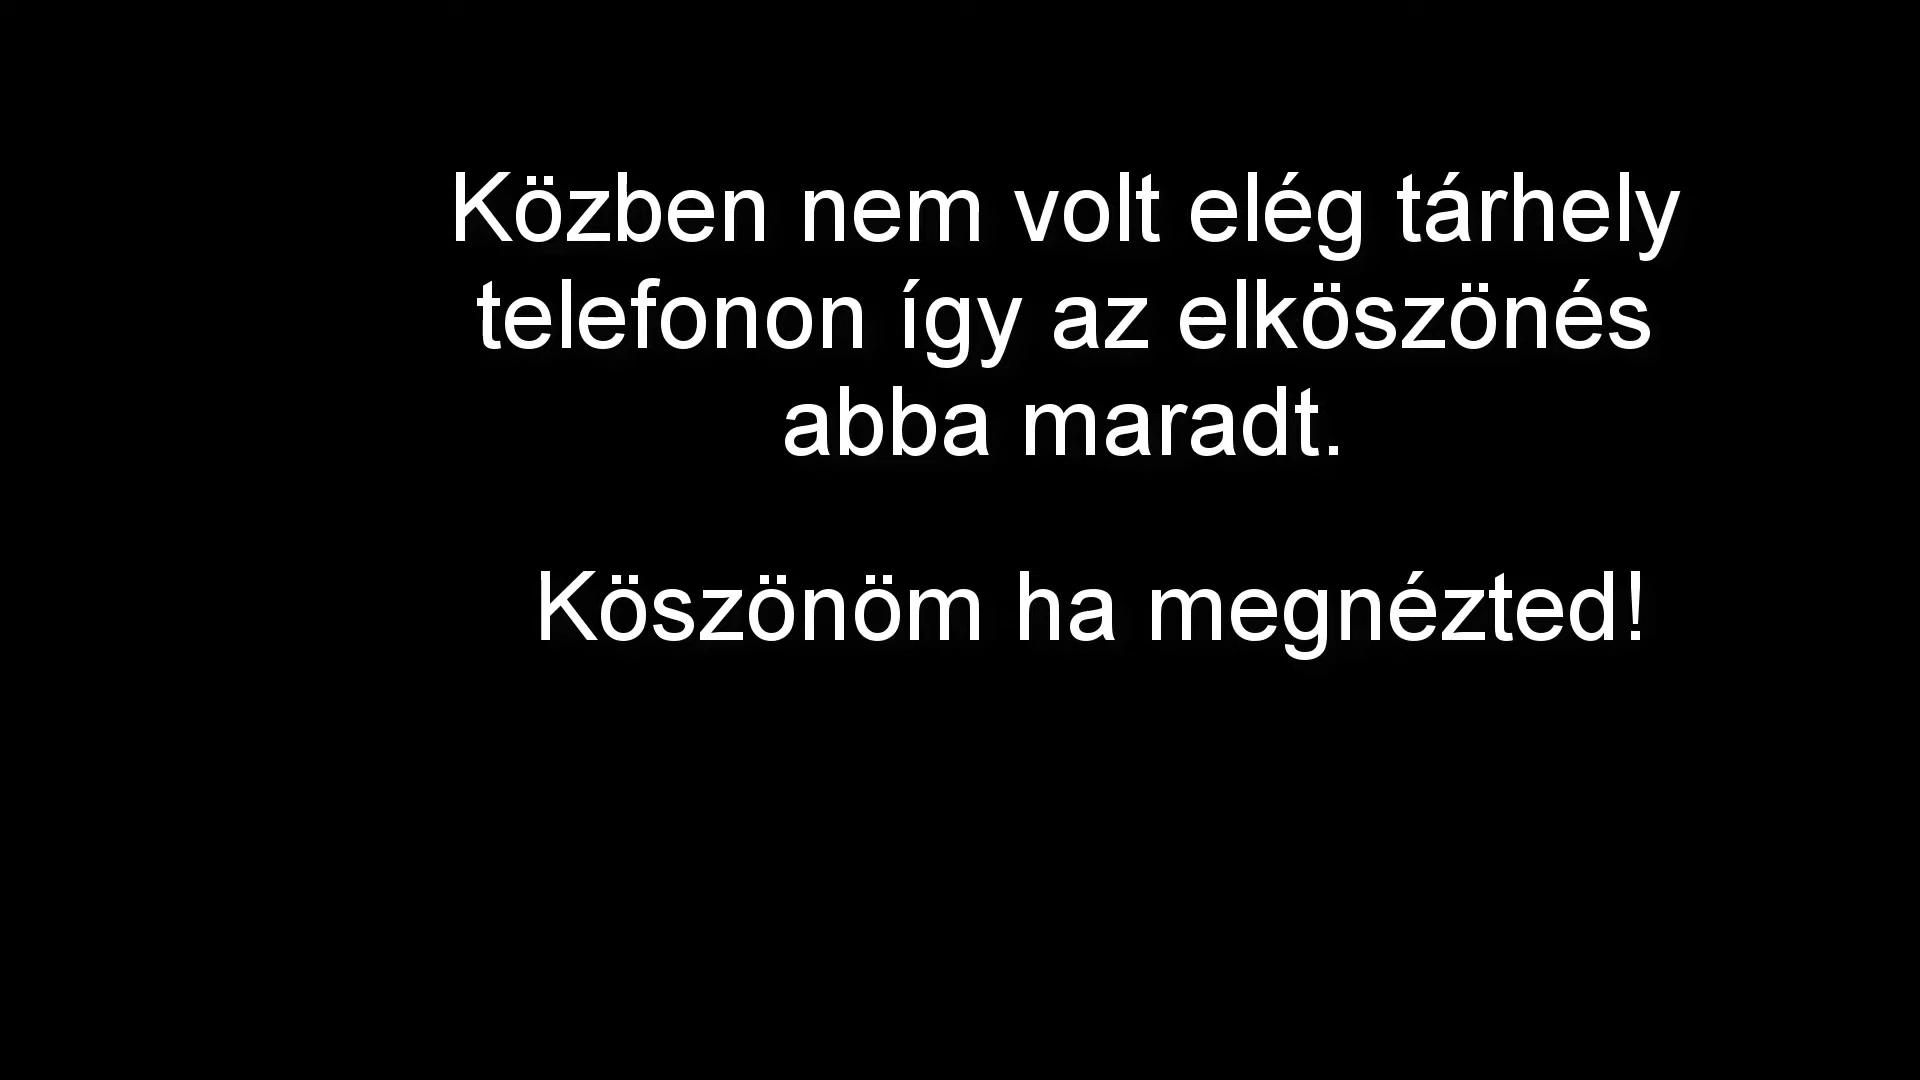 Közben nem volt elég tárhely
telefonon így az elköszönés
abba maradt.
Köszönöm ha megnézted!